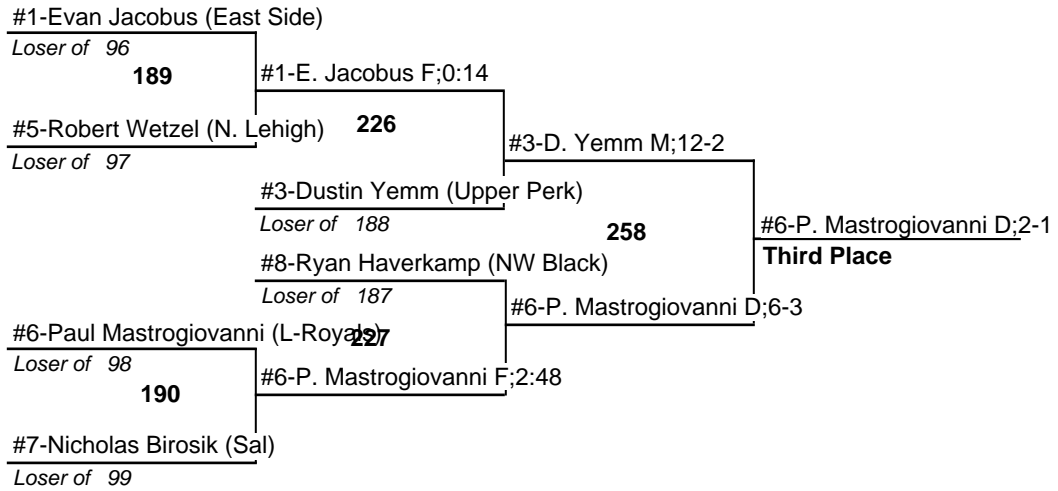 #1-Evan Jacobus (East Side)
Loser of 96
189
#1-E. Jacobus F;0:14
#5-Robert Wetzel (N. Lehigh)
226
Loser of 97
#3-D. Yemm M;12-2
#3-Dustin Yemm (Upper Perk)
Loser of 188
258
#6-P. Mastrogiovanni D;2-1
Third Place
#8-Ryan Haverkamp (NW Black)
Loser of 187
#6-P. Mastrogiovanni D;6-3
#6-Paul Mastrogiovanni (L-Royals)
227
Loser of 98
190
#6-P. Mastrogiovanni F;2:48
#7-Nicholas Birosik (Sal)
Loser of 99